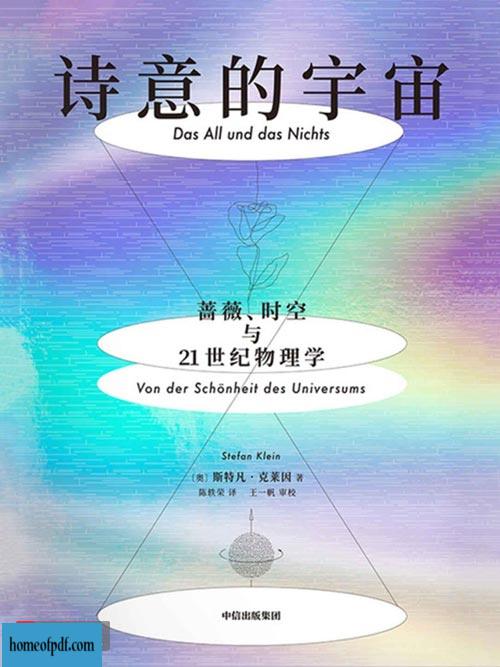 诗意的宇宙
Das All und das Nichts
蔷薇、时空
与
21世纪物理学
Von der Schönheit des Universums
Stefan Klein
［奥］斯特凡·克莱因 著
陈轶荣 译 王一帆 审校
中信出版集团
homeofpdf.com